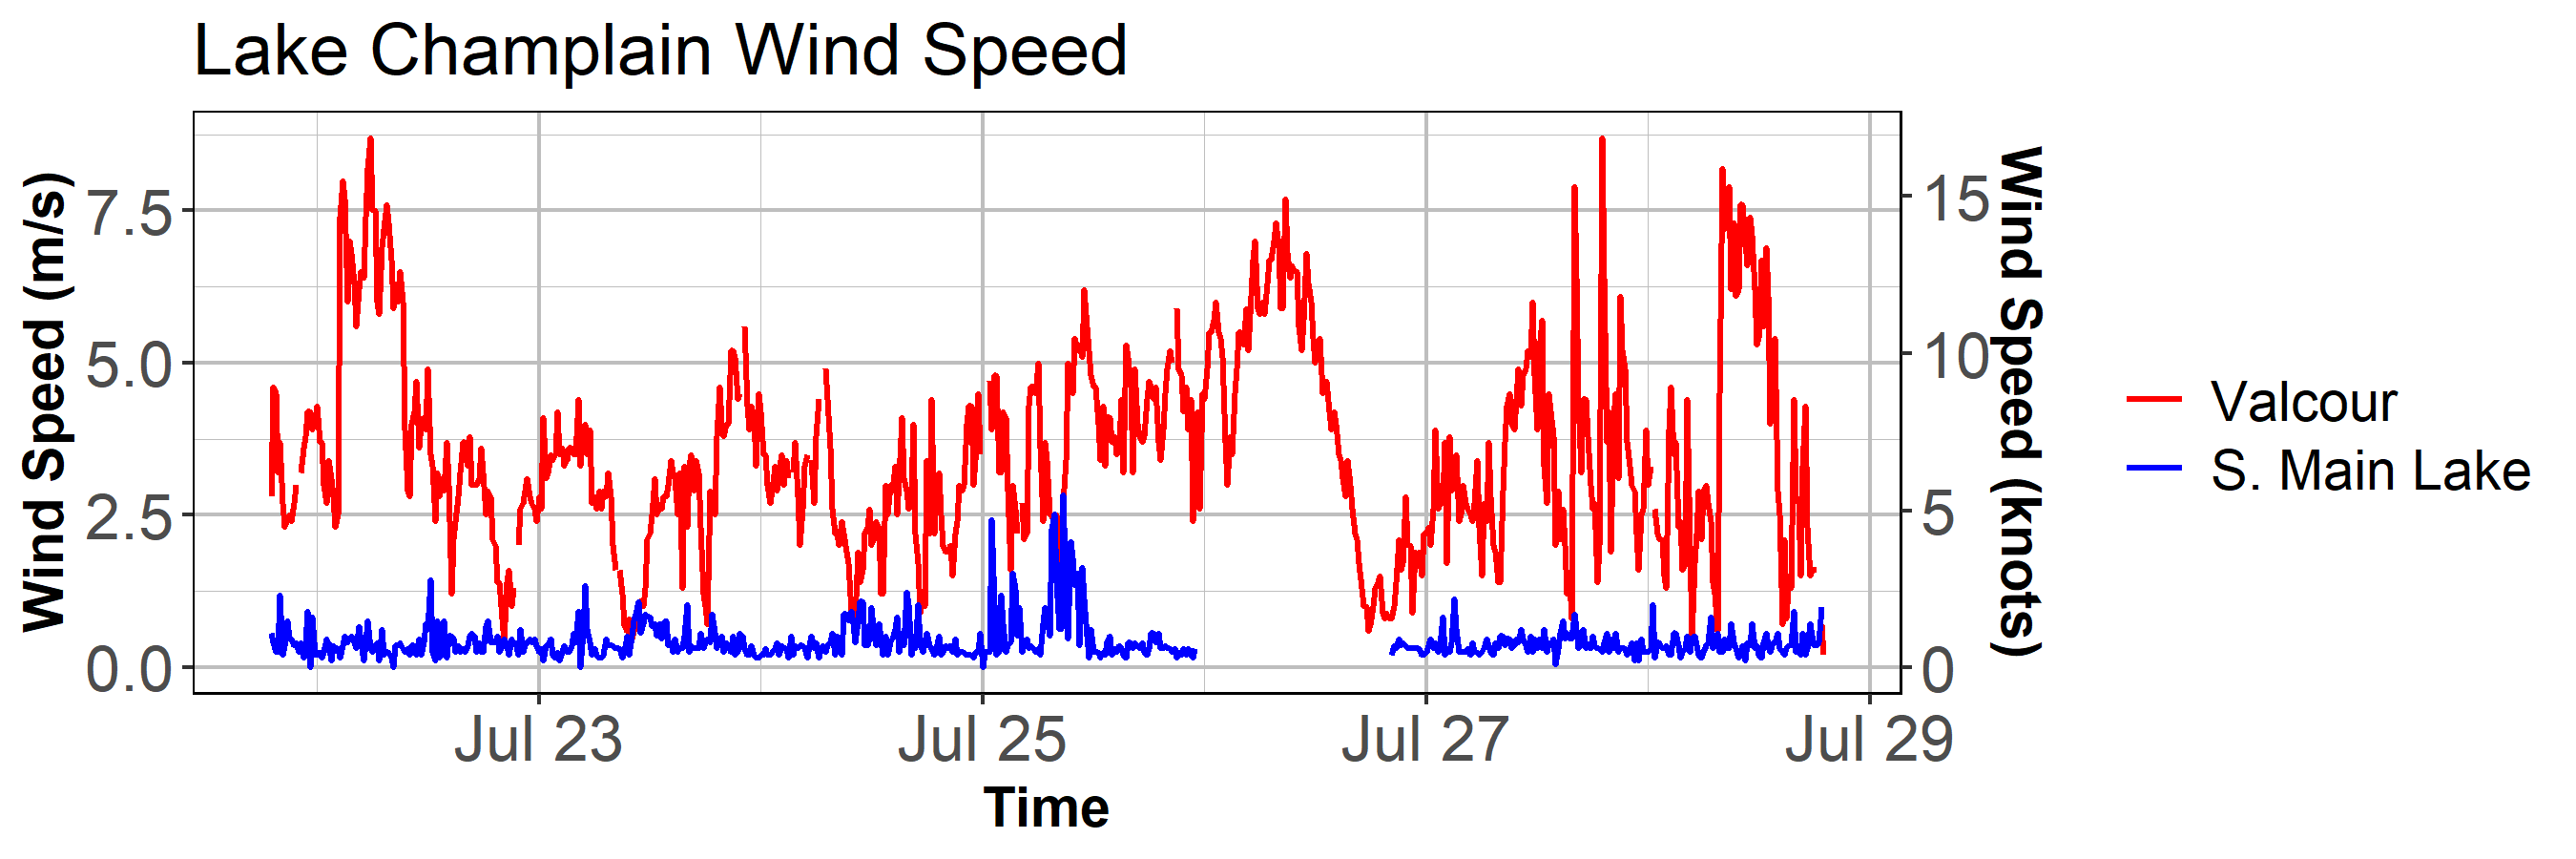 Lake Champlain Wind Speed
Wind Speed (m/s)
7.5
5.0
2.5
0.0
15
10
5
0
Wind Speed (knots)
Jul 23
Jul 25
Jul 27
Jul 29
Time
Valcour
S. Main Lake